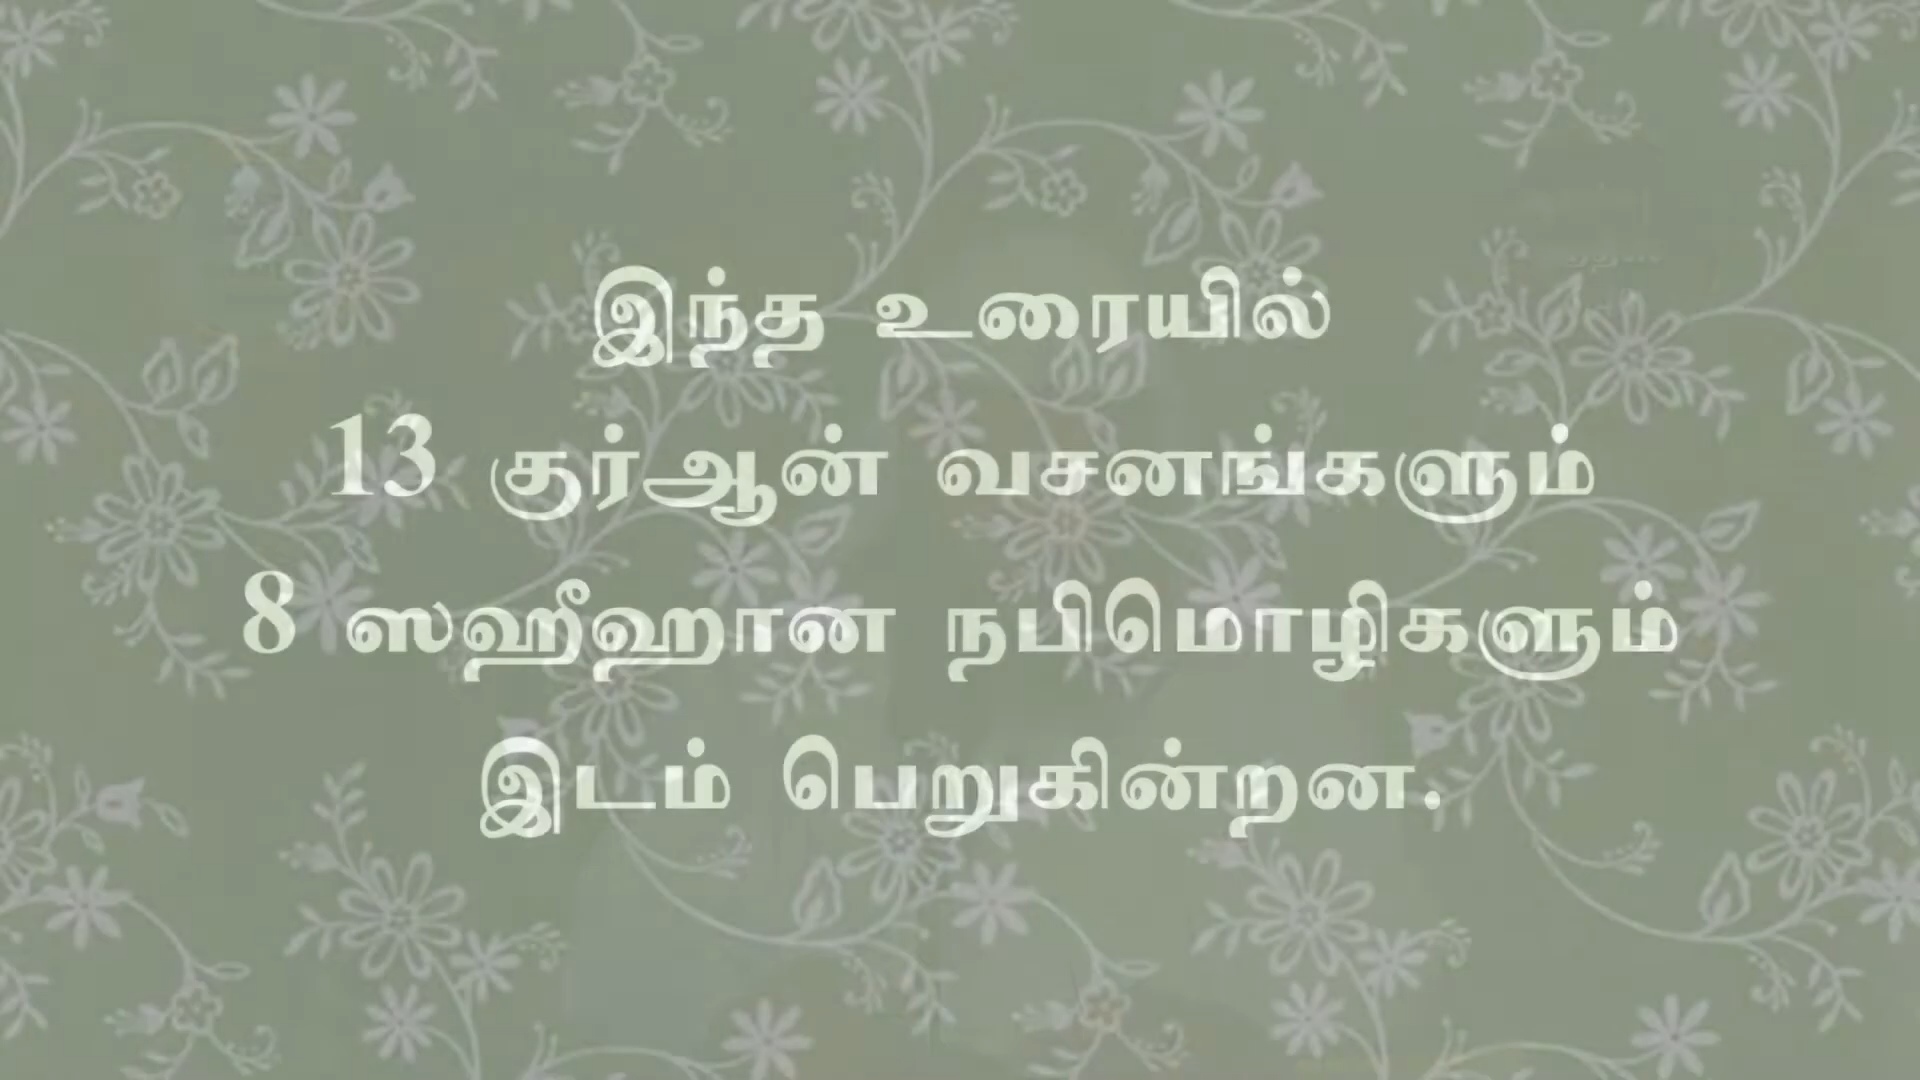 இந்த உரையில்
13 குர்ஆன் வசனங்களும்
8 ஸஹீஹான நபிமொழிகளும்
இடம் பெறுகின்றன.